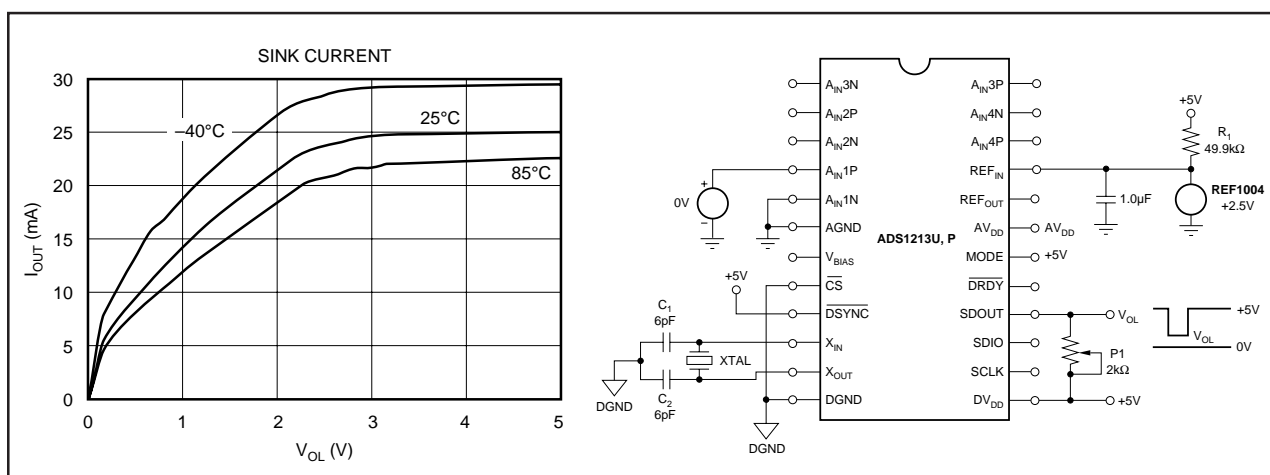 SINK CURRENT
30
25
20
15
10
5
0
I_OUT (mA)
–40°C
25°C
85°C
0
1
2
3
4
5
V_OL (V)
A_IN3N
A_IN2P
A_IN2N
A_IN1P
A_IN1N
AGND
V_BIAS
CS
DSYNC
X_IN
X_OUT
DGND
ADS1213U, P
A_IN3P
A_IN4N
A_IN4P
REF_IN
REF_OUT
AV_DD
MODE
DRDY
SDOUT
SDIO
SCLK
DV_DD
+
0V
–
+5V
C1
6pF
XTAL
C2
6pF
DGND
DGND
+5V
R1
49.9kΩ
1.0µF
REF1004
+2.5V
AV_DD
+5V
V_OL
P1
2kΩ
+5V
+5V
V_OL
0V